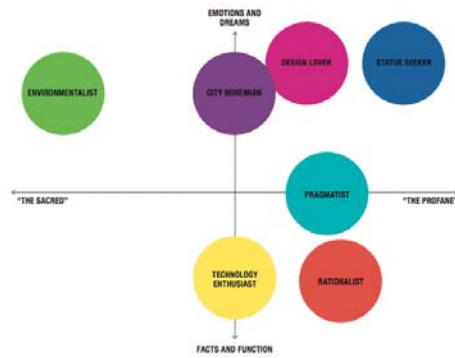 EMOTIONS AND
DREAMS
DESIGN LOVER
STATUS SEEKER
ENVIRONMENTALIST
CITY BOHEMIAN
"THE SACRED"
PRAGMATIST
"THE PROFANE"
TECHNOLOGY
ENTHUSIAST
RATIONALIST
FACTS AND FUNCTION